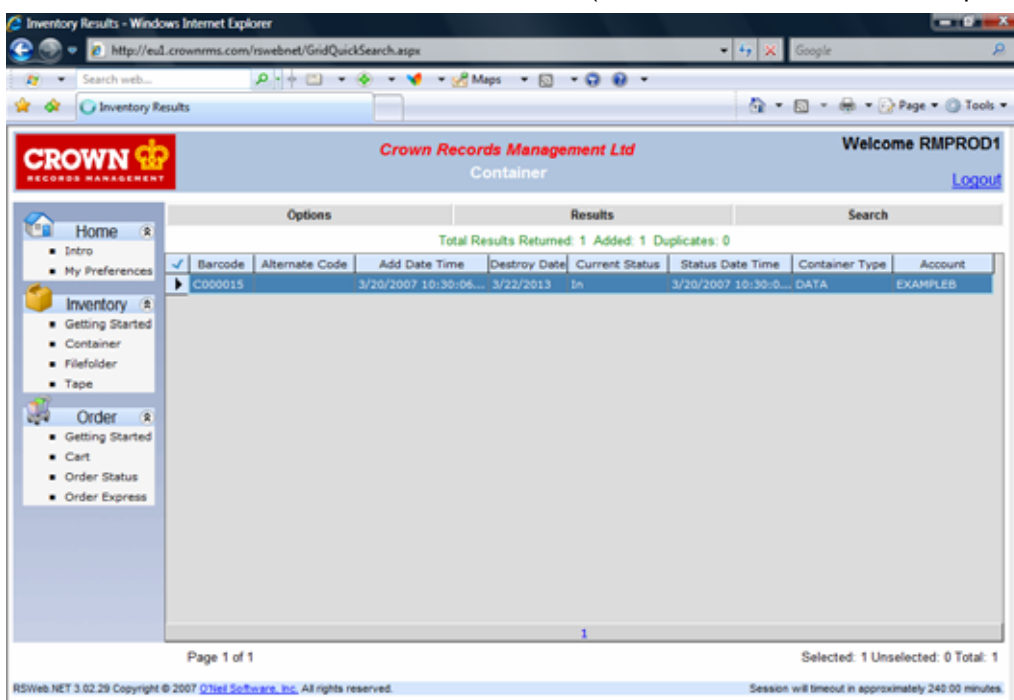 Inventory Results - Windows Internet Explorer
http://eu1.crownrms.com/rswebnet/GridQuickSearch.aspx
Google
Search web...
Maps
Inventory Results
Page
Tools
CROWN
RECORDS MANAGEMENT
Crown Records Management Ltd
Container
Welcome RMPROD1
Logout
Options Results Search
Total Results Returned: 1 Added: 1 Duplicates: 0
Home
Intro
My Preferences
Inventory
Getting Started
Container
Filefolder
Tape
Order
Getting Started
Cart
Order Status
Order Express
Barcode Alternate Code Add Date Time Destroy Date Current Status Status Date Time Container Type Account
C000015 3/20/2007 10:30:06... 3/22/2013 In 3/20/2007 10:30:0... DATA EXAMPLEB
1
Page 1 of 1
Selected: 1 Unselected: 0 Total: 1
RSWeb.NET 3.02.29 Copyright © 2007 O'Neil Software, Inc. All rights reserved.
Session will timeout in approximately 240:00 minutes.